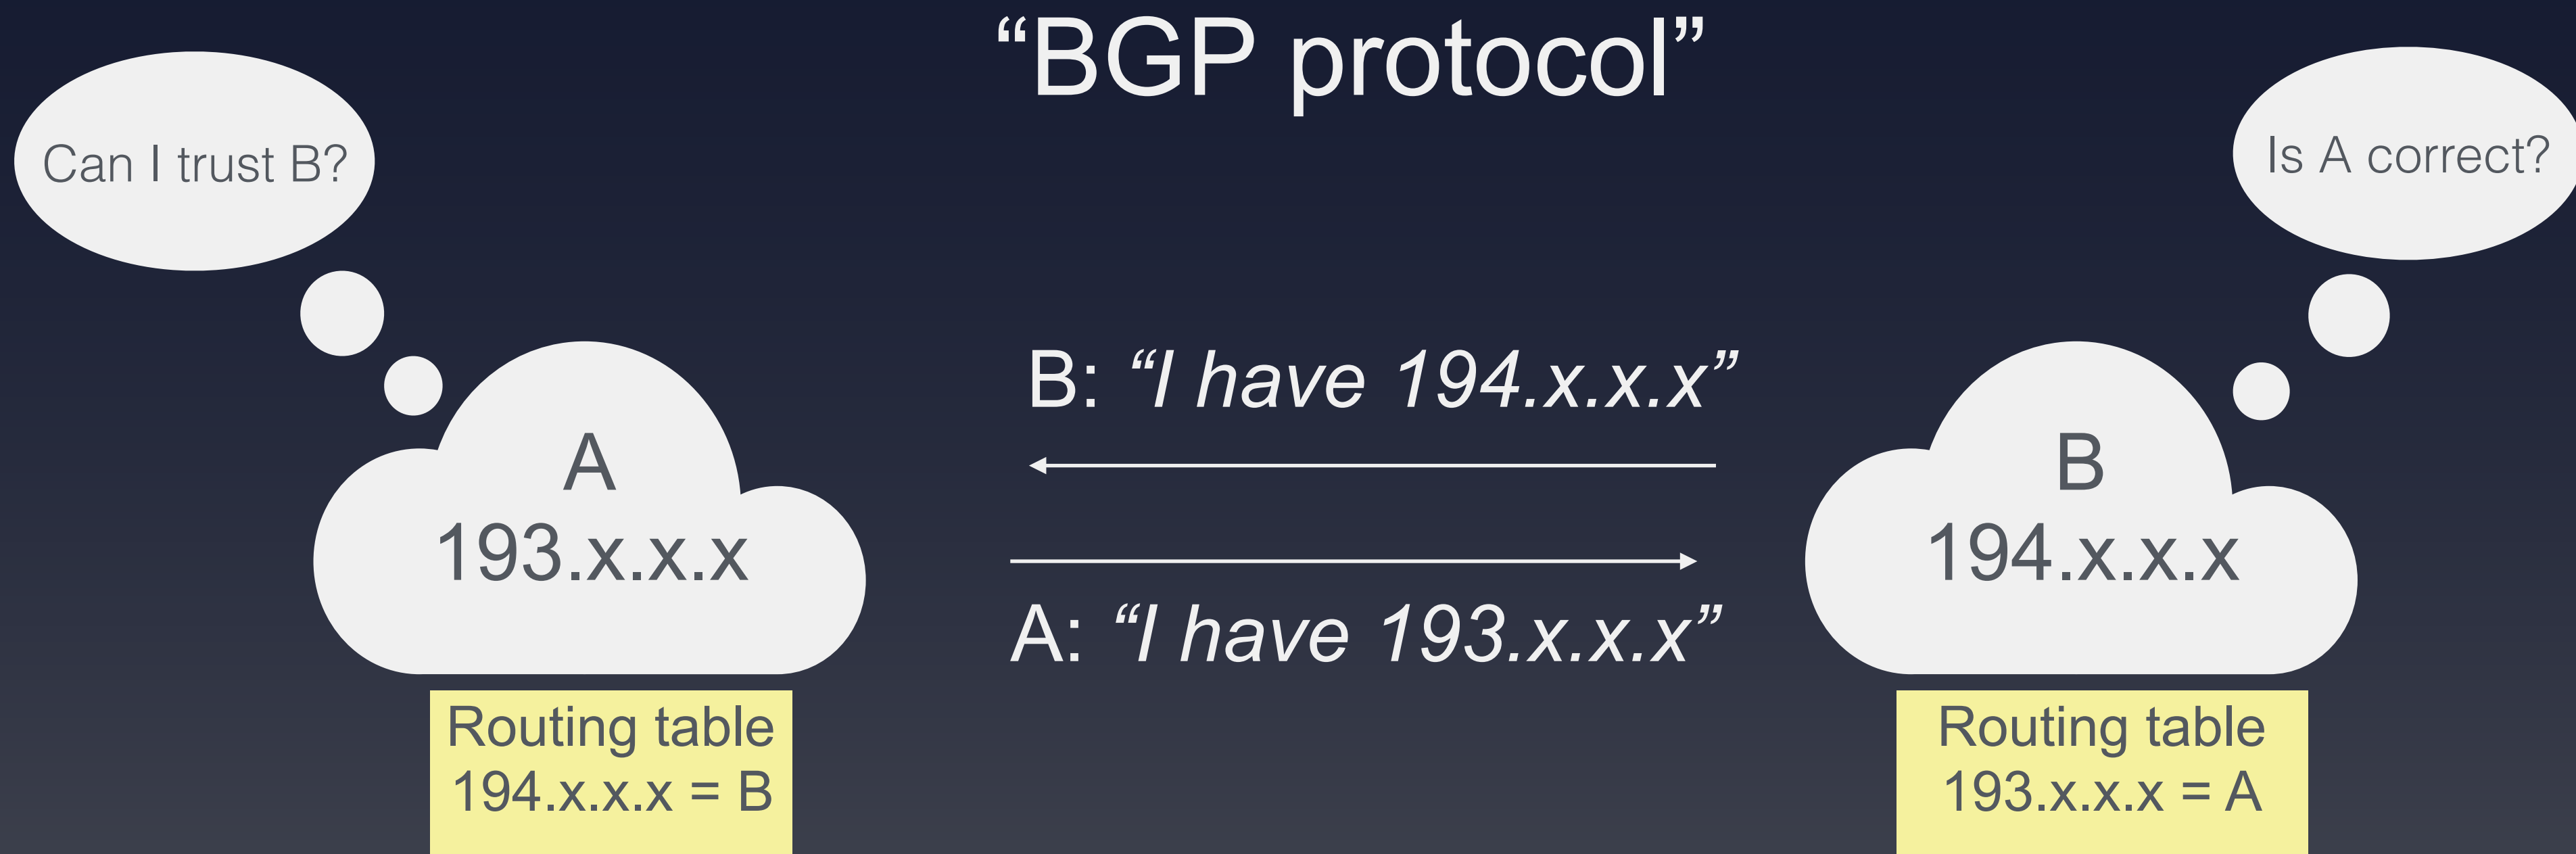 “BGP protocol”
Can I trust B?
Is A correct?
B: “I have 194.x.x.x”
A
193.x.x.x
B
194.x.x.x
A: “I have 193.x.x.x”
Routing table
194.x.x.x = B
Routing table
193.x.x.x = A